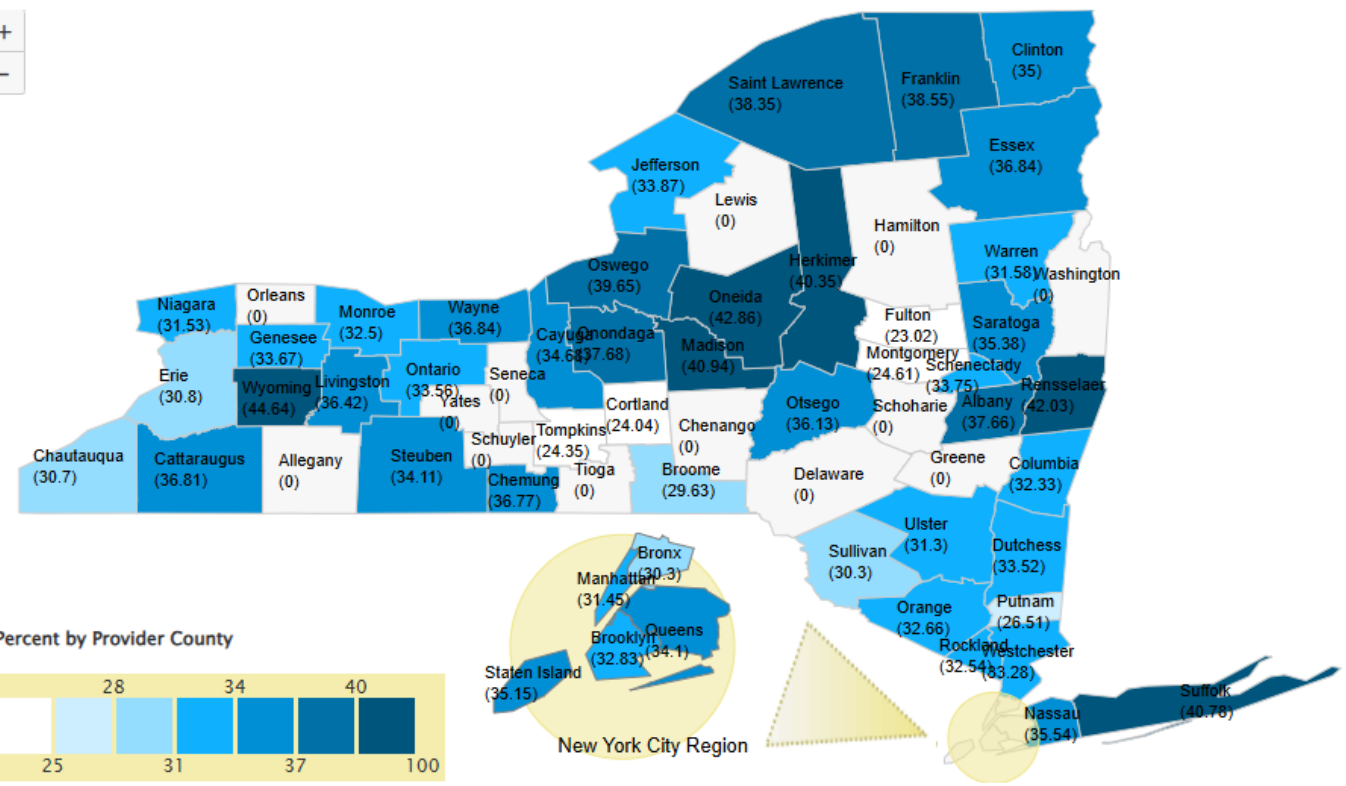 +
−
Clinton
(35)
Saint Lawrence
(38.35)
Franklin
(38.55)
Essex
(36.84)
Jefferson
(33.87)
Lewis
(0)
Hamilton
(0)
Herkimer
(40.35)
Warren
(31.58)
Washington
(0)
Oswego
(39.65)
Oneida
(42.86)
Niagara
(31.53)
Orleans
(0)
Monroe
(32.5)
Wayne
(36.84)
Genesee
(33.67)
Cayuga
(34.68)
Onondaga
(37.68)
Madison
(40.94)
Fulton
(23.02)
Saratoga
(35.38)
Montgomery
(24.61)
Schenectady
(33.75)
Erie
(30.8)
Wyoming
(44.64)
Livingston
(36.42)
Ontario
(33.56)
Seneca
(0)
Yates
(0)
Cortland
(24.04)
Chenango
(0)
Otsego
(36.13)
Schoharie
(0)
Albany
(37.66)
Rensselaer
(42.03)
Chautauqua
(30.7)
Cattaraugus
(36.81)
Allegany
(0)
Steuben
(34.11)
Schuyler
(0)
Tompkins
(24.35)
Chemung
(36.77)
Tioga
(0)
Broome
(29.63)
Delaware
(0)
Greene
(0)
Columbia
(32.33)
Ulster
(31.3)
Sullivan
(30.3)
Dutchess
(33.52)
Orange
(32.66)
Putnam
(26.51)
Rockland
(32.54)
Westchester
(33.28)
Bronx
(30.3)
Manhattan
(31.45)
Brooklyn
(32.83)
Queens
(34.1)
Staten Island
(35.15)
New York City Region
Suffolk
(40.78)
Nassau
(35.54)
Percent by Provider County
28 34 40
25 31 37 100